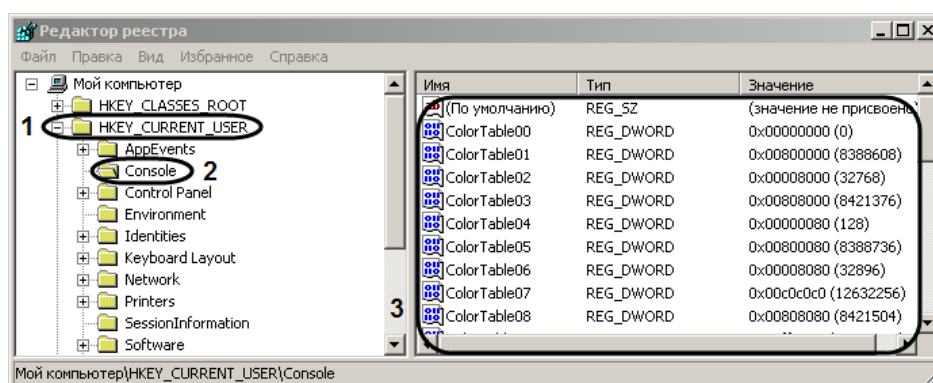 Редактор реестра
Файл Правка Вид Избранное Справка
Мой компьютер
HKEY_CLASSES_ROOT
1 HKEY_CURRENT_USER
AppEvents
Console 2
Control Panel
Environment
Identities
Keyboard Layout
Network
Printers
SessionInformation
Software
3
Имя Тип Значение
(По умолчанию) REG_SZ (значение не присвоено)
ColorTable00 REG_DWORD 0x00000000 (0)
ColorTable01 REG_DWORD 0x00800000 (8388608)
ColorTable02 REG_DWORD 0x00008000 (32768)
ColorTable03 REG_DWORD 0x00808000 (8421376)
ColorTable04 REG_DWORD 0x00000080 (128)
ColorTable05 REG_DWORD 0x00800080 (8388736)
ColorTable06 REG_DWORD 0x00008080 (32896)
ColorTable07 REG_DWORD 0x00c0c0c0 (12632256)
ColorTable08 REG_DWORD 0x00808080 (8421504)
Мой компьютер\HKEY_CURRENT_USER\Console